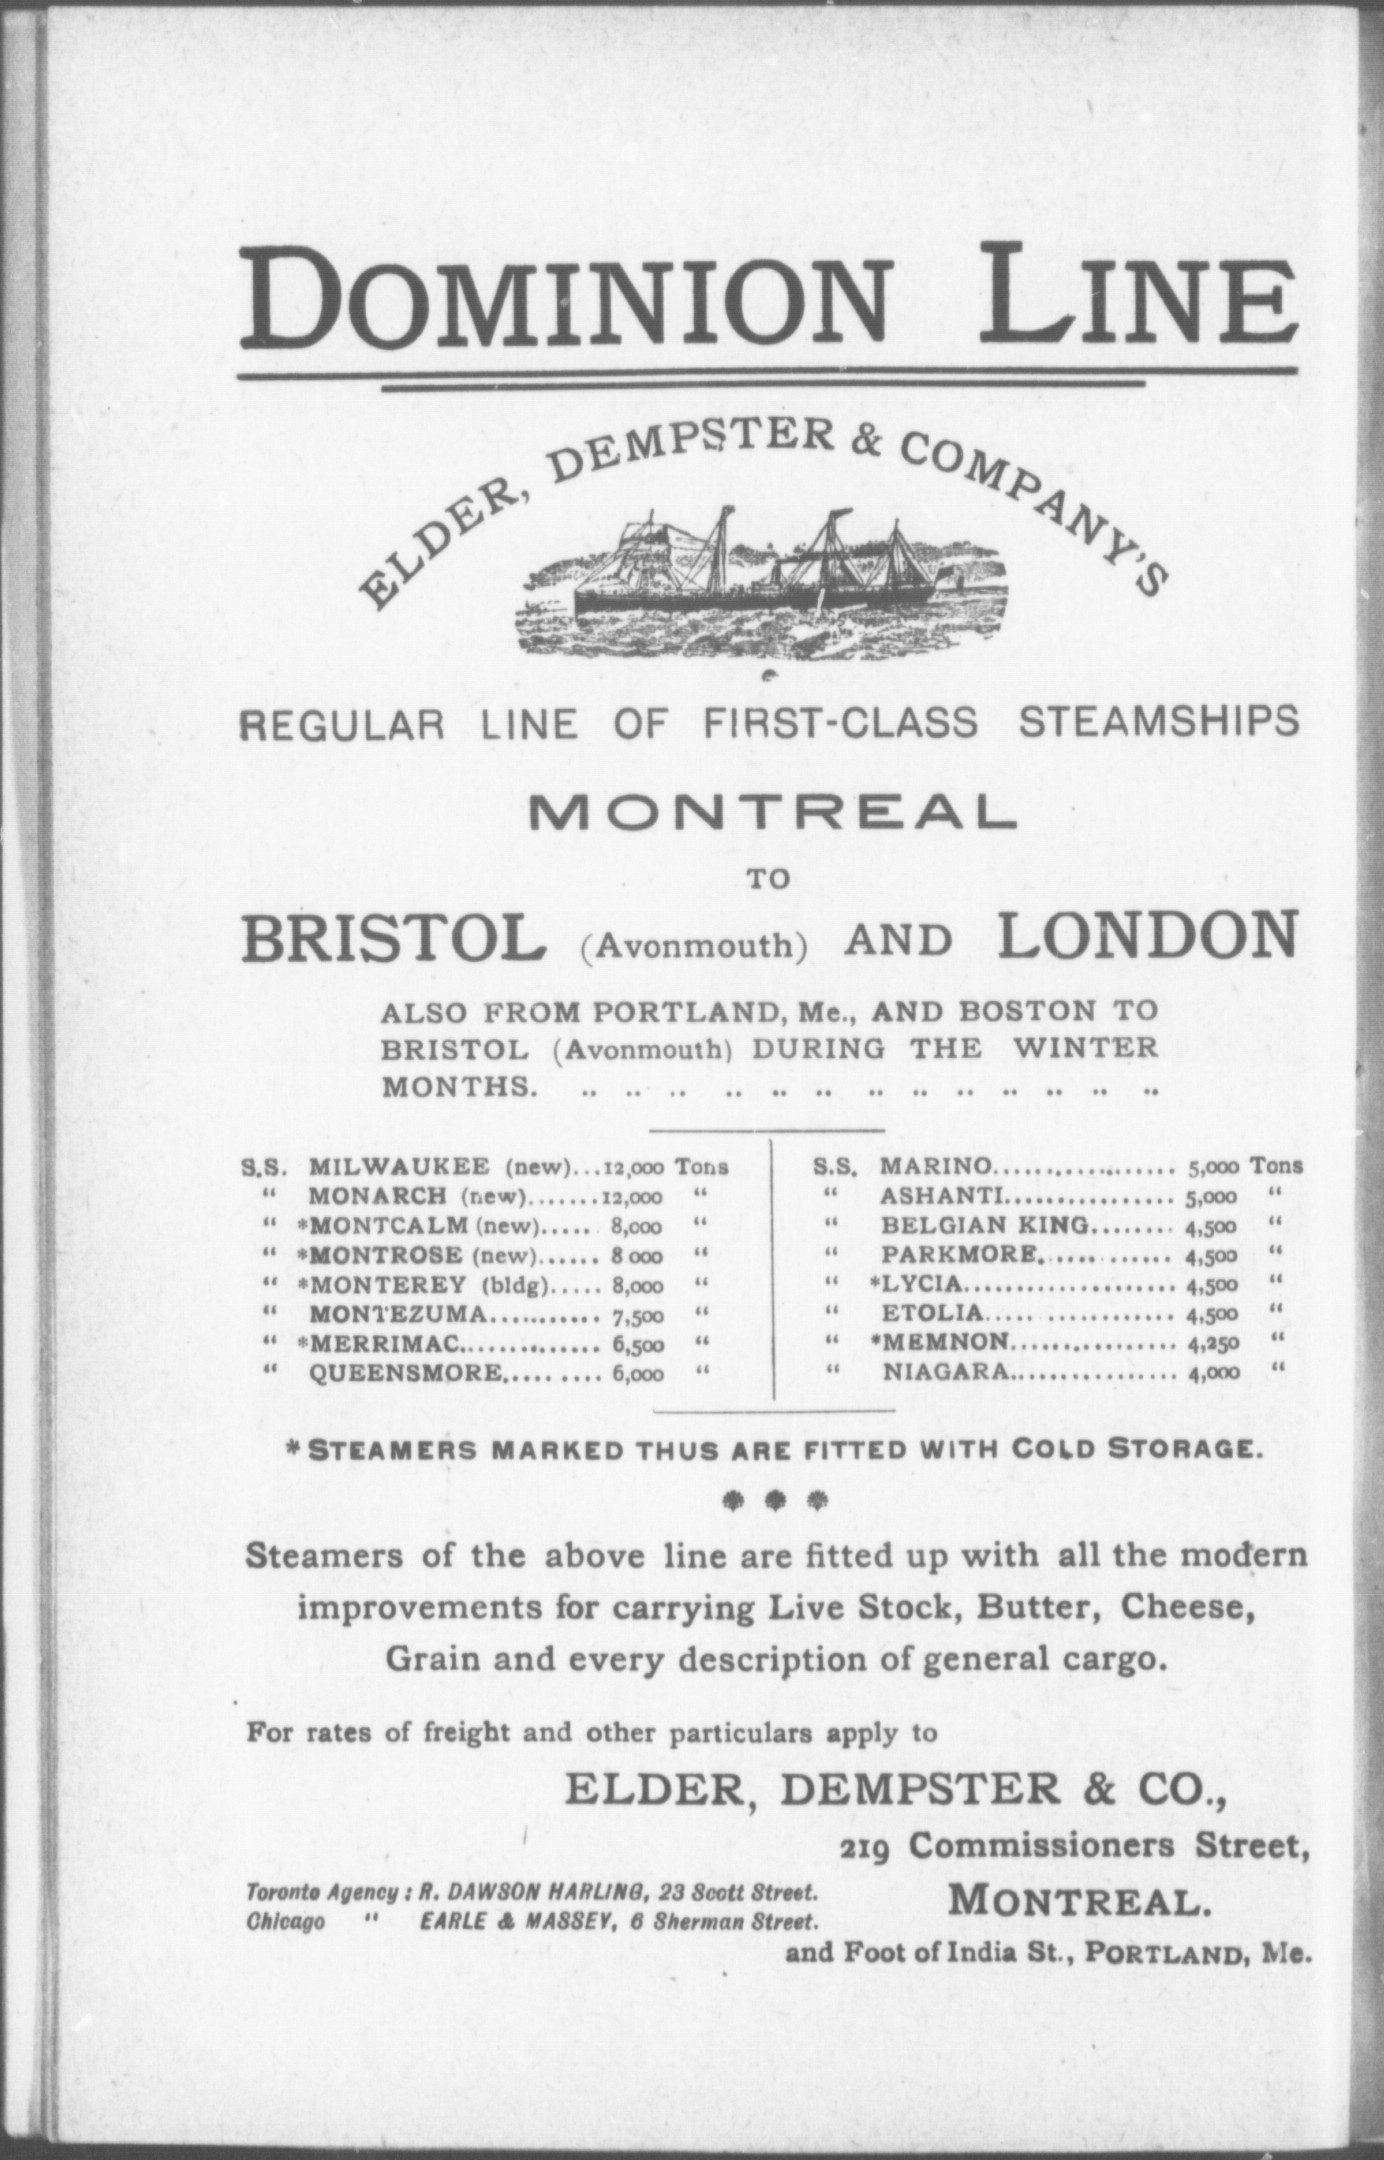 DOMINION LINE
ELDER, DEMPSTER & COMPANY'S
REGULAR LINE OF FIRST-CLASS STEAMSHIPS
MONTREAL
TO
BRISTOL (Avonmouth) AND LONDON
ALSO FROM PORTLAND, Me., AND BOSTON TO
BRISTOL (Avonmouth) DURING THE WINTER
MONTHS. .. .. .. .. .. .. .. .. .. .. .. .. ..
S.S. MILWAUKEE (new)...12,000 Tons
" MONARCH (new).......12,000 "
" *MONTCALM (new)..... 8,000 "
" *MONTROSE (new)...... 8 000 "
" *MONTEREY (bldg)..... 8,000 "
" MONTEZUMA........... 7,500 "
" *MERRIMAC.............. 6,500 "
" QUEENSMORE......... 6,000 "
S.S. MARINO.................. 5,000 Tons
" ASHANTI................ 5,000 "
" BELGIAN KING........ 4,500 "
" PARKMORE............ 4,500 "
" *LYCIA.................... 4,500 "
" ETOLIA................. 4,500 "
" *MEMNON................ 4,250 "
" NIAGARA................ 4,000 "
* STEAMERS MARKED THUS ARE FITTED WITH COLD STORAGE.
Steamers of the above line are fitted up with all the modern
improvements for carrying Live Stock, Butter, Cheese,
Grain and every description of general cargo.
For rates of freight and other particulars apply to
ELDER, DEMPSTER & CO.,
219 Commissioners Street,
MONTREAL.
Toronto Agency : R. DAWSON HARLING, 23 Scott Street.
Chicago " EARLE & MASSEY, 6 Sherman Street.
and Foot of India St., PORTLAND, Me.